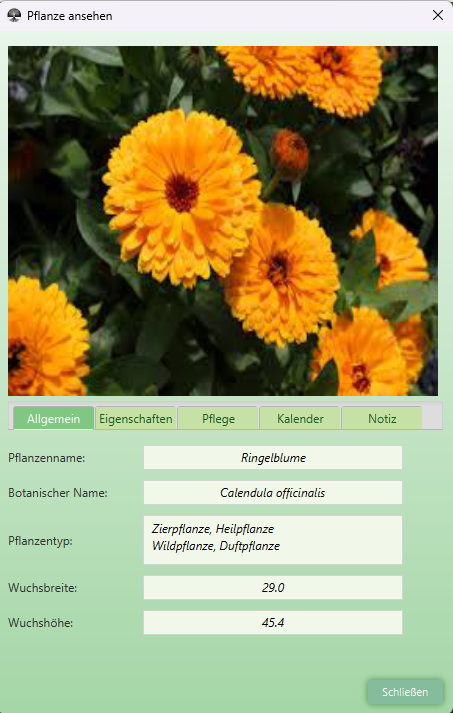 Pflanze ansehen
Allgemein Eigenschaften Pflege Kalender Notiz
Pflanzenname: Ringelblume
Botanischer Name: Calendula officinalis
Pflanzentyp: Zierpflanze, Heilpflanze
Wildpflanze, Duftpflanze
Wuchsbreite: 29.0
Wuchshöhe: 45.4
Schließen